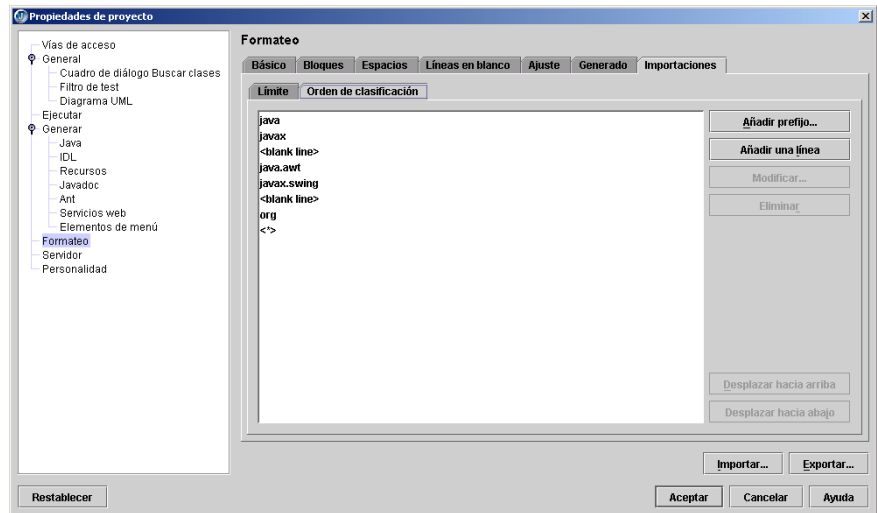 Propiedades de proyecto
Vías de acceso
General
Cuadro de diálogo Buscar clases
Filtro de test
Diagrama UML
Ejecutar
Generar
Java
IDL
Recursos
Javadoc
Ant
Servicios web
Elementos de menú
Formateo
Servidor
Personalidad
Formateo
Básico Bloques Espacios Líneas en blanco Ajuste Generado Importaciones
Límite Orden de clasificación
java
javax
<blank line>
java.awt
javax.swing
<blank line>
org
<*>
Añadir prefijo...
Añadir una línea
Modificar...
Eliminar
Desplazar hacia arriba
Desplazar hacia abajo
Importar... Exportar...
Restablecer Aceptar Cancelar Ayuda